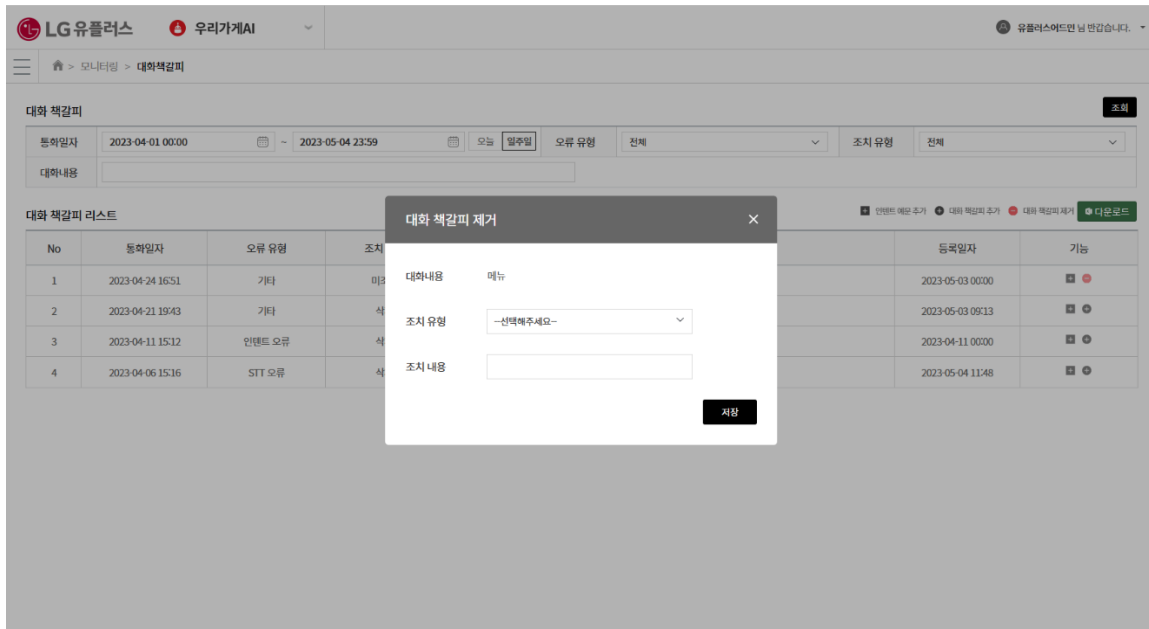 LG 유플러스 우리가게AI 유플러스어드민 님 반갑습니다.
> 모니터링 > 대화책갈피
대화 책갈피 조회
통화일자 2023-04-01 00:00 ~ 2023-05-04 23:59 오늘 일주일 오류 유형 전체 조치 유형 전체
대화내용
대화 책갈피 리스트 인텐트 예문 추가 대화 책갈피 추가 대화 책갈피 제거 다운로드
No 통화일자 오류 유형 조치 등록일자 기능
1 2023-04-24 16:51 기타 2023-05-03 00:00
2 2023-04-21 19:43 기타 2023-05-03 09:13
3 2023-04-11 15:12 인텐트 오류 2023-04-11 00:00
4 2023-04-06 15:16 STT 오류 2023-05-04 11:48
대화 책갈피 제거
대화내용 메뉴
조치 유형 --선택해주세요--
조치 내용
저장